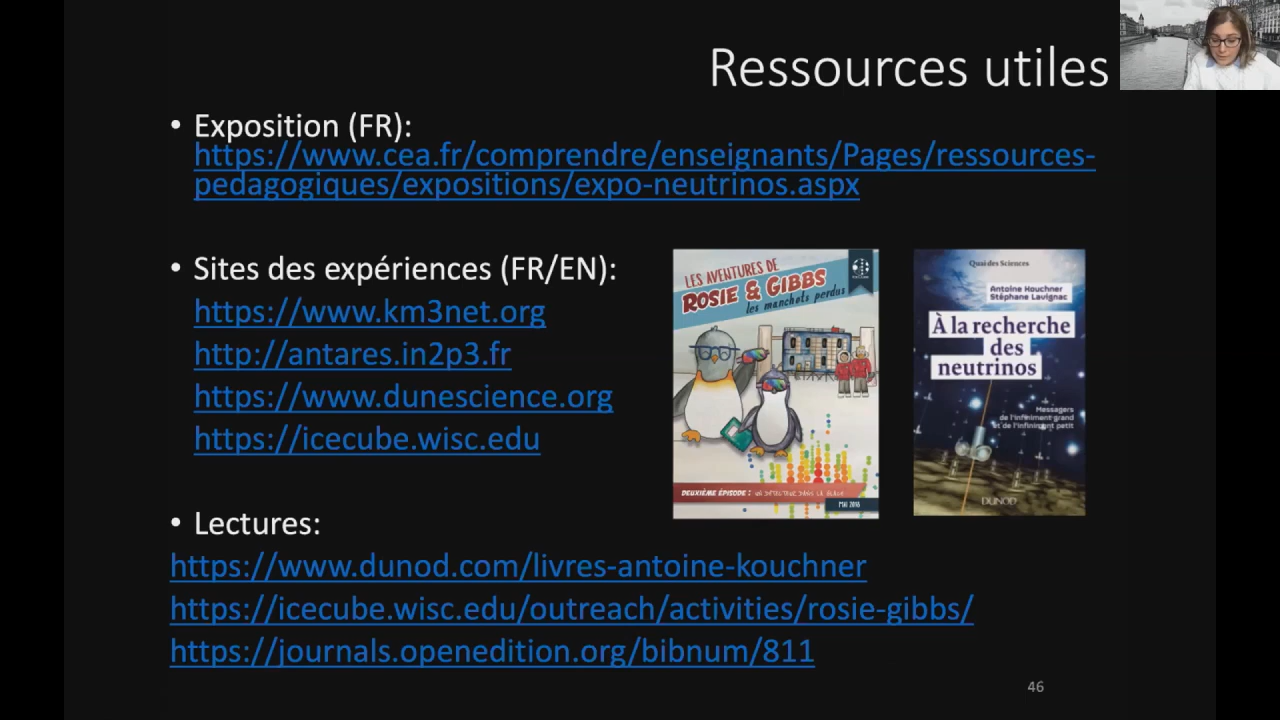 Ressources utiles
• Exposition (FR):
https://www.cea.fr/comprendre/enseignants/Pages/ressources-
pedagogiques/expositions/expo-neutrinos.aspx
• Sites des expériences (FR/EN):
https://www.km3net.org
http://antares.in2p3.fr
https://www.dunescience.org
https://icecube.wisc.edu
LES AVENTURES DE
ROSIE & GIBBS
les manchots perdus
DEUXIÈME ÉPISODE :
MAI 2018
Quai des Sciences
Antoine Kouchner
Stéphane Lavignac
À la recherche
des
neutrinos
Messagers
de l'infiniment grand
et de l'infiniment petit
DUNOD
• Lectures:
https://www.dunod.com/livres-antoine-kouchner
https://icecube.wisc.edu/outreach/activities/rosie-gibbs/
https://journals.openedition.org/bibnum/811
46